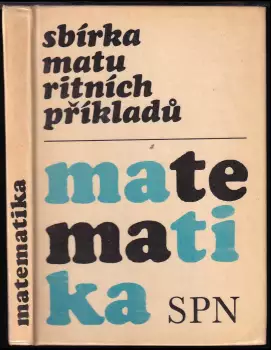 sbírka
matu
ritních
příkladů
mate
mati
ka SPN
matematika